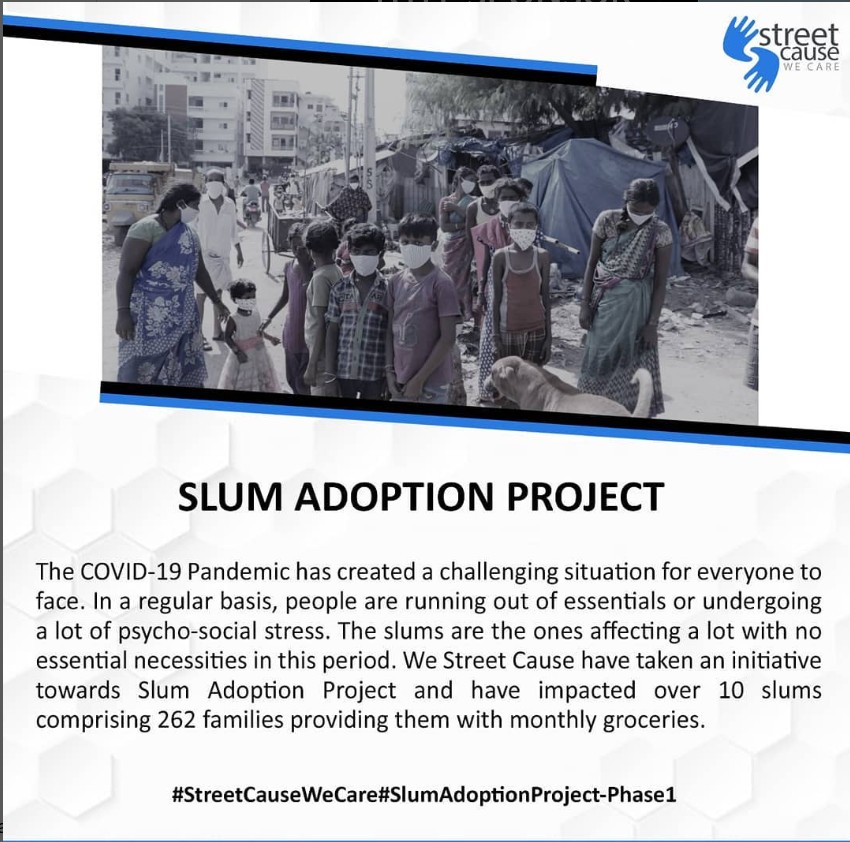 street
cause
WE CARE
SLUM ADOPTION PROJECT
The COVID-19 Pandemic has created a challenging situation for everyone to
face. In a regular basis, people are running out of essentials or undergoing
a lot of psycho-social stress. The slums are the ones affecting a lot with no
essential necessities in this period. We Street Cause have taken an initiative
towards Slum Adoption Project and have impacted over 10 slums
comprising 262 families providing them with monthly groceries.
#StreetCauseWeCare#SlumAdoptionProject-Phase1